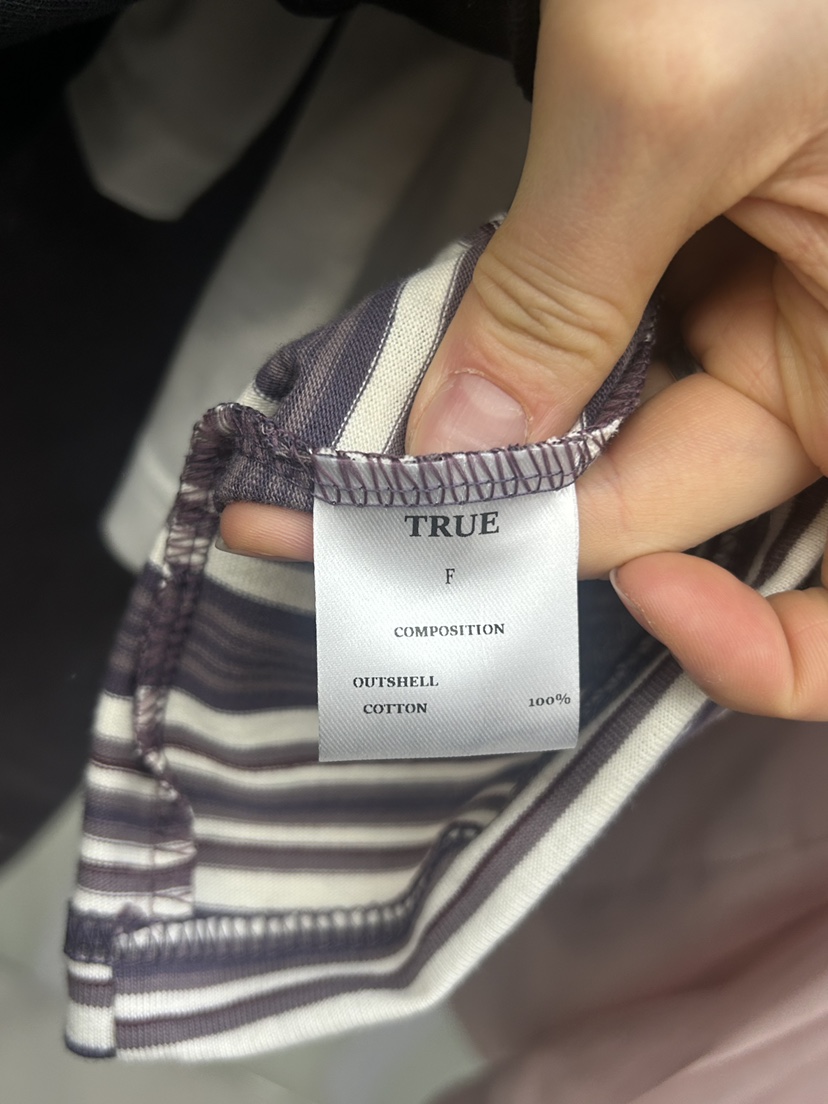 TRUE
F
COMPOSITION
OUTSHELL
COTTON 100%